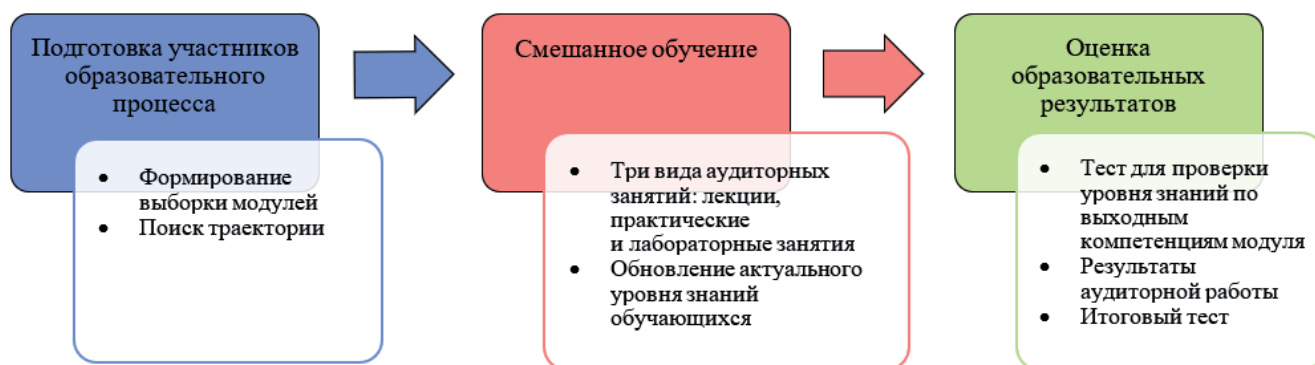 Подготовка участников
образовательного
процесса
• Формирование
выборки модулей
• Поиск траектории
Смешанное обучение
• Три вида аудиторных
занятий: лекции,
практические
и лабораторные занятия
• Обновление актуального
уровня знаний
обучающихся
Оценка
образовательных
результатов
• Тест для проверки
уровня знаний по
выходным
компетенциям модуля
• Результаты
аудиторной работы
• Итоговый тест